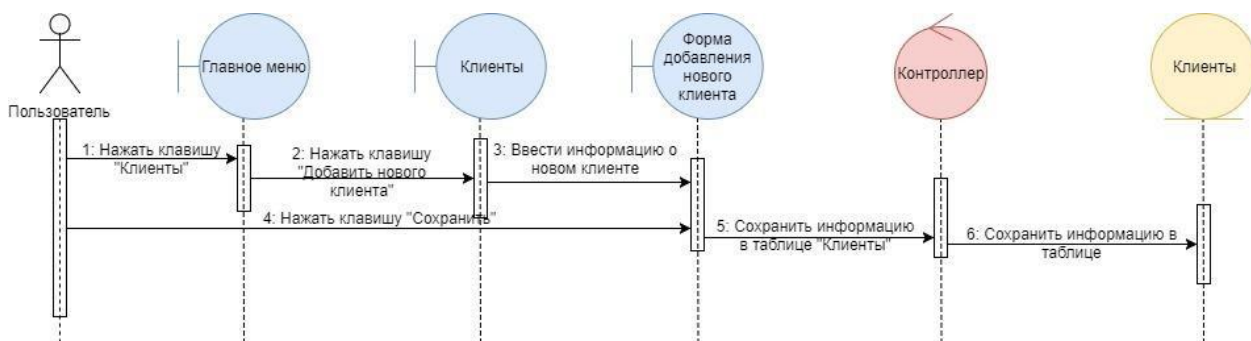 Пользователь
Главное меню
Клиенты
Форма
добавления
нового
клиента
Контроллер
Клиенты
1: Нажать клавишу
"Клиенты"
2: Нажать клавишу
"Добавить нового
клиента"
3: Ввести информацию о
новом клиенте
4: Нажать клавишу "Сохранить"
5: Сохранить информацию
в таблице "Клиенты"
6: Сохранить информацию в
таблице